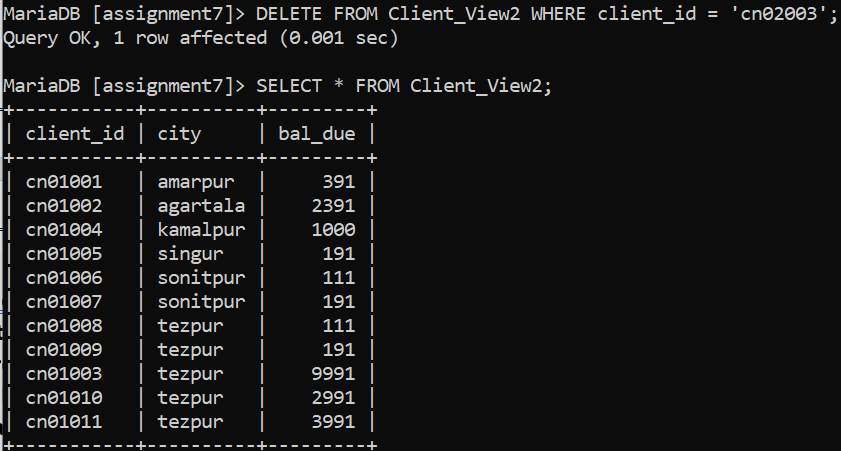 MariaDB [assignment7]> DELETE FROM Client_View2 WHERE client_id = 'cn02003';
Query OK, 1 row affected (0.001 sec)
MariaDB [assignment7]> SELECT * FROM Client_View2;
+-----------+----------+---------+
| client_id | city     | bal_due |
+-----------+----------+---------+
| cn01001   | amarpur  |     391 |
| cn01002   | agartala |    2391 |
| cn01004   | kamalpur |    1000 |
| cn01005   | singur   |     191 |
| cn01006   | sonitpur |     111 |
| cn01007   | sonitpur |     191 |
| cn01008   | tezpur   |     111 |
| cn01009   | tezpur   |     191 |
| cn01003   | tezpur   |    9991 |
| cn01010   | tezpur   |    2991 |
| cn01011   | tezpur   |    3991 |
+-----------+----------+---------+